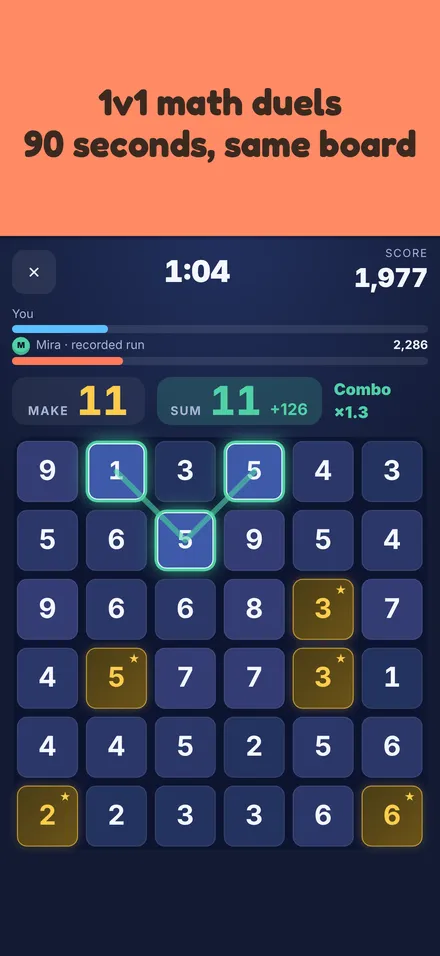 1v1 math duels
90 seconds, same board
× 1:04 SCORE
1,977
You
M Mira · recorded run 2,286
MAKE 11 SUM 11 +126 Combo
×1.3
9 1 3 5 4 3
5 6 5 9 5 4
9 6 6 8 3 7
4 5 7 7 3 1
4 4 5 2 5 6
2 2 3 3 6 6